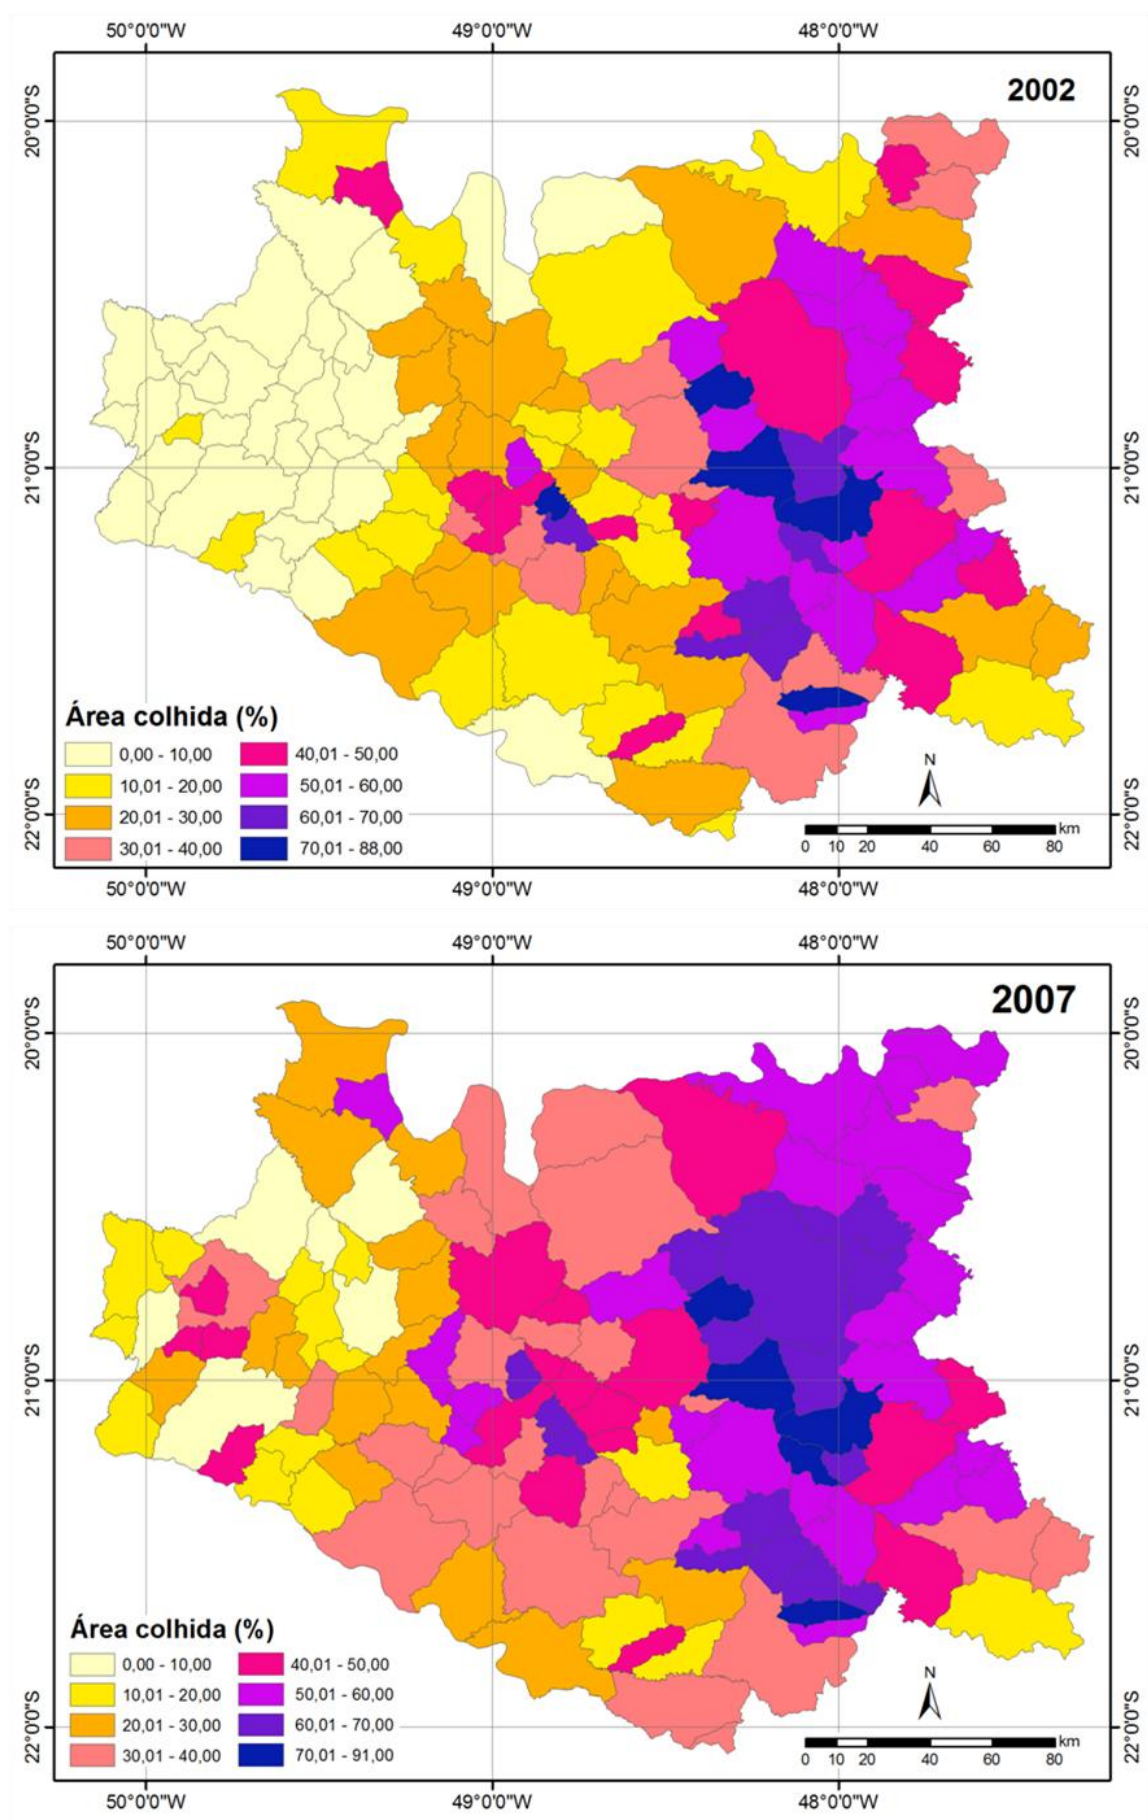 50°0'0"W 49°0'0"W 48°0'0"W
2002
20°0'0"S 20°0'0"S
21°0'0"S 21°0'0"S
22°0'0"S 22°0'0"S
Área colhida (%)
0,00 - 10,00 40,01 - 50,00
10,01 - 20,00 50,01 - 60,00
20,01 - 30,00 60,01 - 70,00
30,01 - 40,00 70,01 - 88,00
N
km
0 10 20 40 60 80
50°0'0"W 49°0'0"W 48°0'0"W
50°0'0"W 49°0'0"W 48°0'0"W
2007
20°0'0"S 20°0'0"S
21°0'0"S 21°0'0"S
22°0'0"S 22°0'0"S
Área colhida (%)
0,00 - 10,00 40,01 - 50,00
10,01 - 20,00 50,01 - 60,00
20,01 - 30,00 60,01 - 70,00
30,01 - 40,00 70,01 - 91,00
N
km
0 10 20 40 60 80
50°0'0"W 49°0'0"W 48°0'0"W